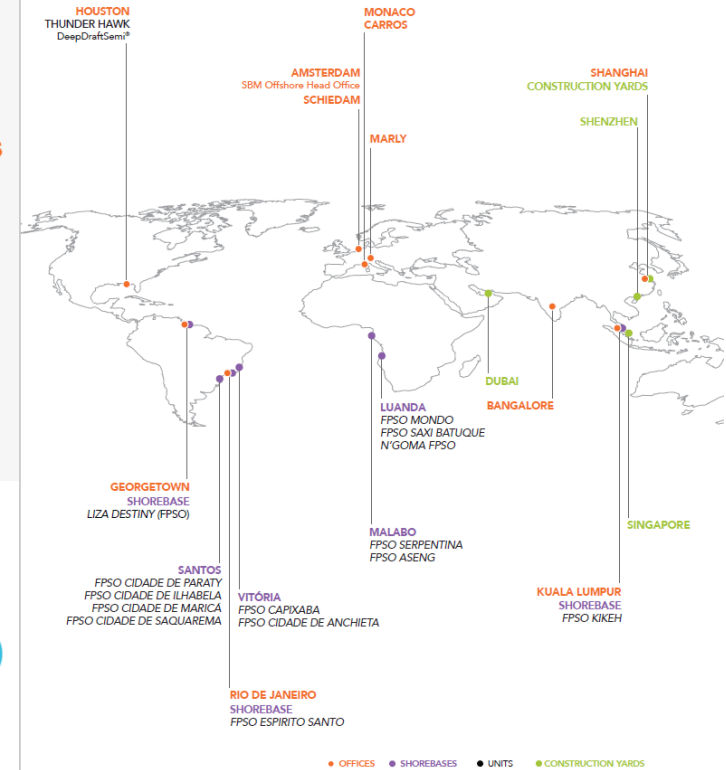 HOUSTON
THUNDER HAWK
DeepDraftSemi®
MONACO
CARROS
AMSTERDAM
SBM Offshore Head Office
SCHIEDAM
MARLY
SHANGHAI
CONSTRUCTION YARDS
SHENZHEN
DUBAI
BANGALORE
LUANDA
FPSO MONDO
FPSO SAXI BATUQUE
N'GOMA FPSO
GEORGETOWN
SHOREBASE
LIZA DESTINY (FPSO)
SINGAPORE
MALABO
FPSO SERPENTINA
FPSO ASENG
SANTOS
FPSO CIDADE DE PARATY
FPSO CIDADE DE ILHABELA
FPSO CIDADE DE MARICÁ
FPSO CIDADE DE SAQUAREMA
VITÓRIA
FPSO CAPIXABA
FPSO CIDADE DE ANCHIETA
KUALA LUMPUR
SHOREBASE
FPSO KIKEH
RIO DE JANEIRO
SHOREBASE
FPSO ESPIRITO SANTO
OFFICES SHOREBASES UNITS CONSTRUCTION YARDS